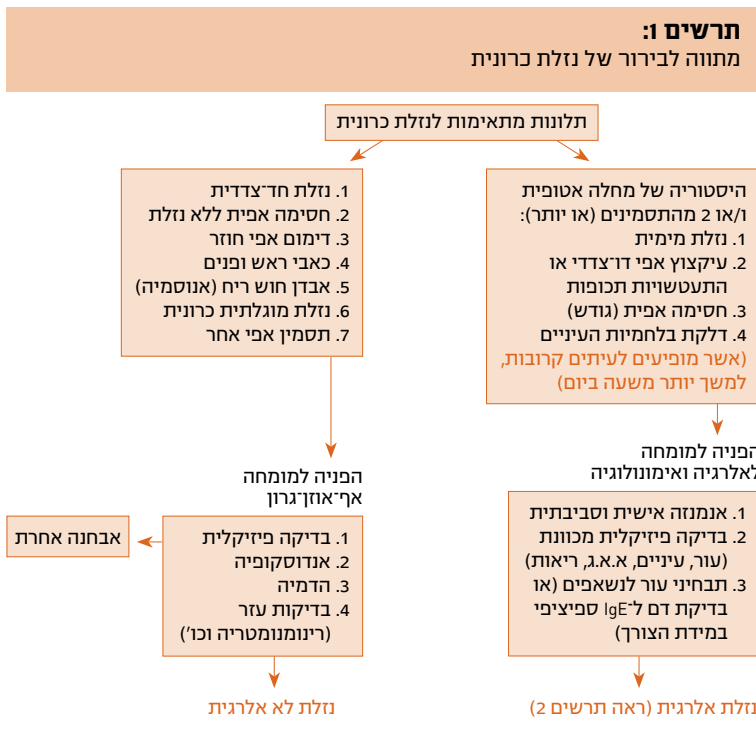 תרשים 1:
מתווה לבירור של נזלת כרונית
תלונות מתאימות לנזלת כרונית
היסטוריה של מחלה אטופית
ו/או 2 מהתסמינים (או יותר):
1. נזלת מימית
2. עיקצוץ אפי דו־צדדי או
התעטשויות תכופות
3. חסימה אפית (גודש)
4. דלקת בלחמיות העיניים
(אשר מופיעים לעיתים קרובות,
למשך יותר משעה ביום)
הפניה למומחה
לאלרגיה ואימונולוגיה
1. אנמנזה אישית וסביבתית
2. בדיקה פיזיקלית מכוונת
(עור, עיניים, א.א.ג, ריאות)
3. תבחיני עור לנשאפים (או
בדיקת דם ל־IgE ספיציפי
במידת הצורך)
נזלת אלרגית (ראה תרשים 2)
1. נזלת חד־צדדית
2. חסימה אפית ללא נזלת
3. דימום אפי חוזר
4. כאבי ראש ופנים
5. אבדן חוש ריח (אנוסמיה)
6. נזלת מוגלתית כרונית
7. תסמין אפי אחר
הפניה למומחה
אף־אוזן־גרון
1. בדיקה פיזיקלית
2. אנדוסקופיה
3. הדמיה
4. בדיקות עזר
(רינומנומטריה וכו')
אבחנה אחרת
נזלת לא אלרגית